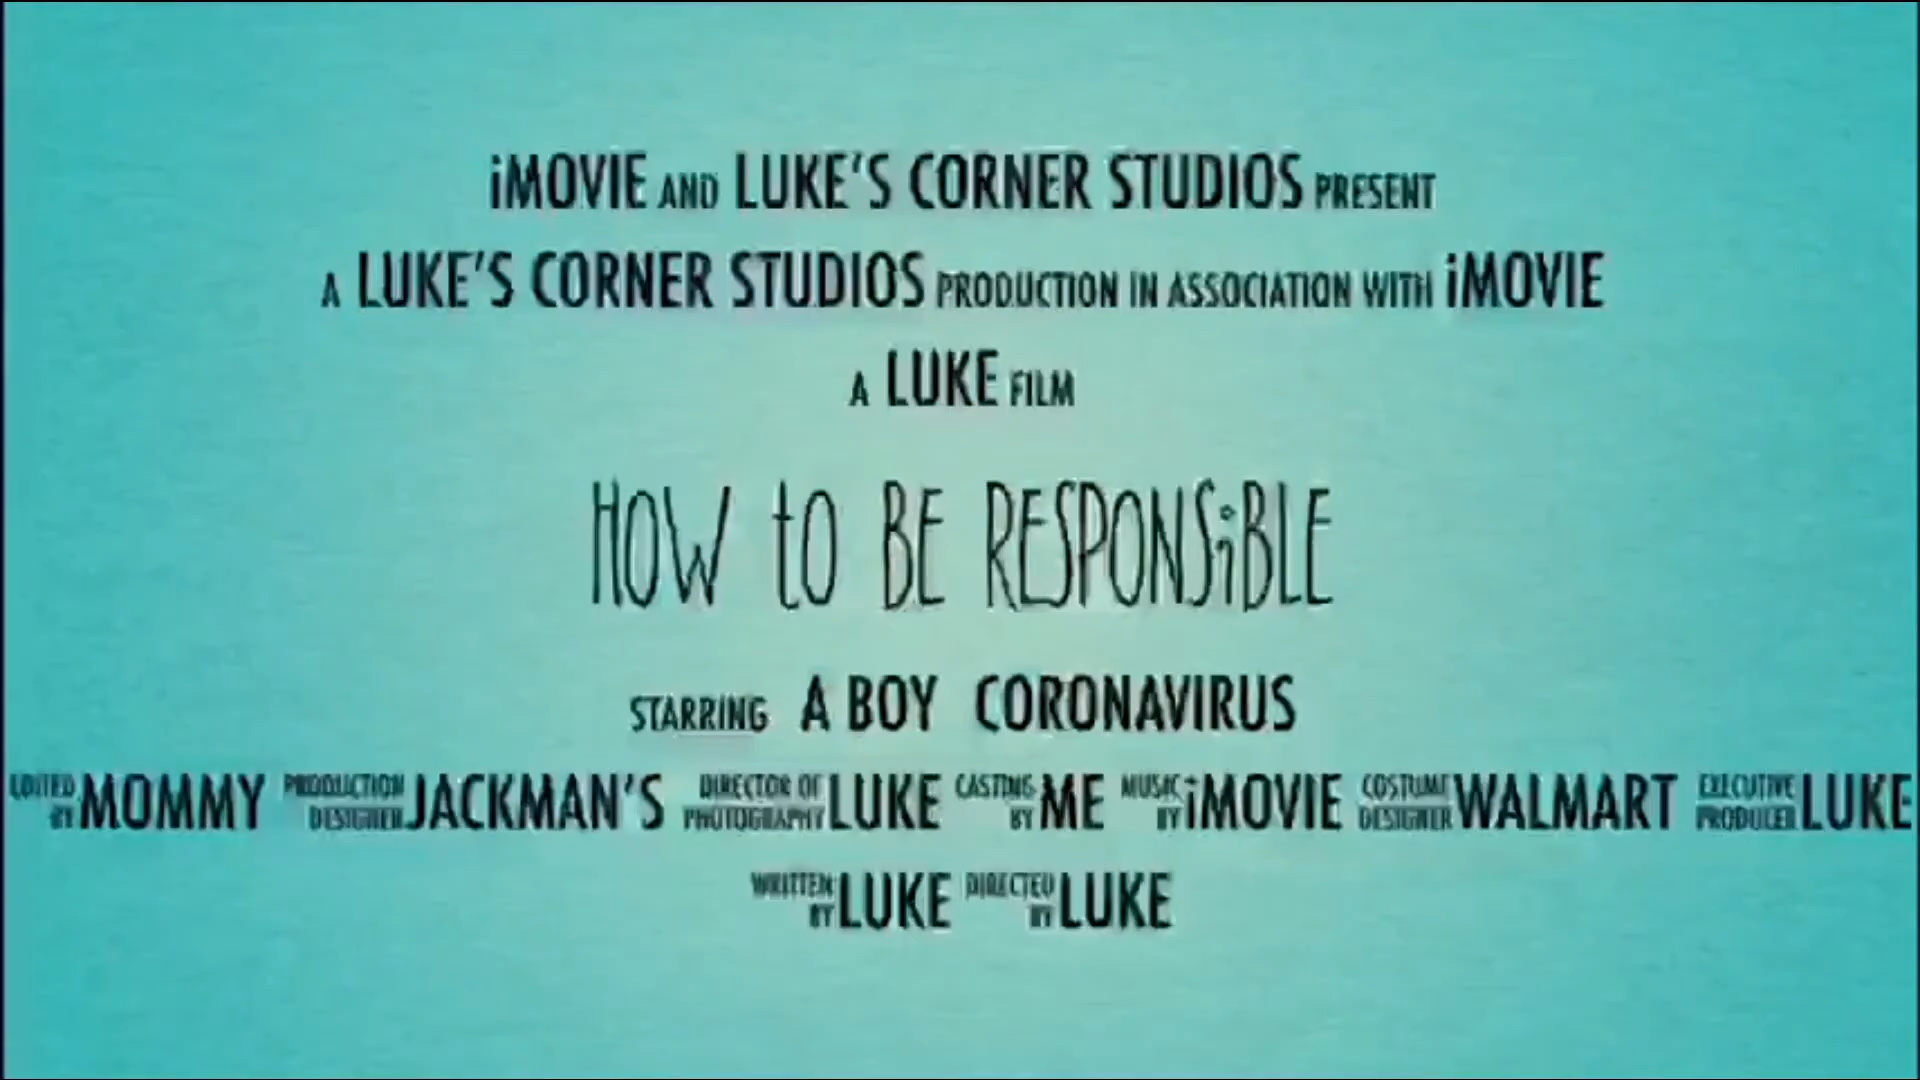 iMOVIE AND LUKE'S CORNER STUDIOS PRESENT
A LUKE'S CORNER STUDIOS PRODUCTION IN ASSOCIATION WITH iMOVIE
A LUKE FILM
HOW tO BE RESPONSiBLE
STARRING A BOY CORONAVIRUS
EDITED BY MOMMY PRODUCTION DESIGNER JACKMAN'S DIRECTOR OF PHOTOGRAPHY LUKE CASTING BY ME MUSIC BY iMOVIE COSTUME DESIGNER WALMART EXECUTIVE PRODUCER LUKE
WRITTEN BY LUKE DIRECTED BY LUKE